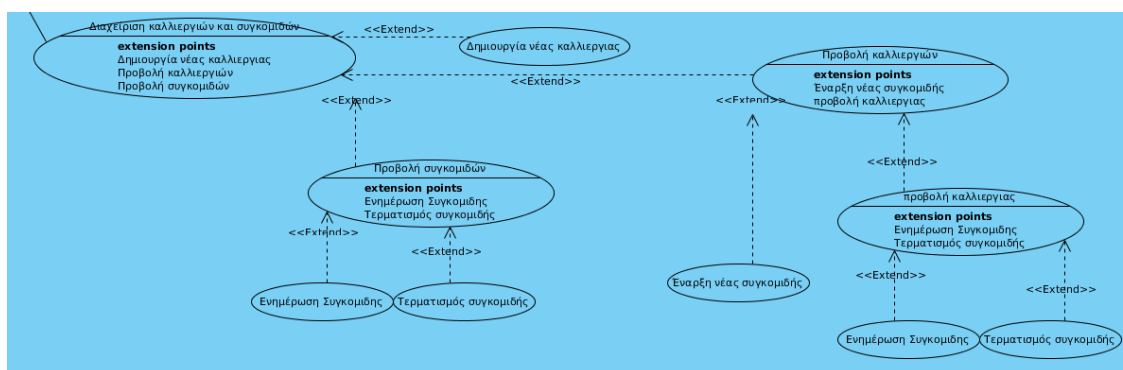 Διαχείριση καλλιεργιών και συγκομιδών
extension points
Δημιουργία νέας καλλιεργιας
Προβολή καλλιεργιών
Προβολή συγκομιδών
<<Extend>>
Δημιουργία νέας καλλιεργιας
<<Extend>>
Προβολή καλλιεργιών
extension points
Έναρξη νέας συγκομιδής
προβολή καλλιεργιας
<<Extend>>
<<Extend>>
<<Extend>>
Προβολή συγκομιδών
extension points
Ενημέρωση Συγκομιδης
Τερματισμός συγκομιδής
προβολή καλλιεργιας
extension points
Ενημέρωση Συγκομιδης
Τερματισμός συγκομιδής
<<Extend>>
<<Extend>>
<<Extend>>
<<Extend>>
Ενημέρωση Συγκομιδης
Τερματισμός συγκομιδής
Έναρξη νέας συγκομιδής
Ενημέρωση Συγκομιδης
Τερματισμός συγκομιδής